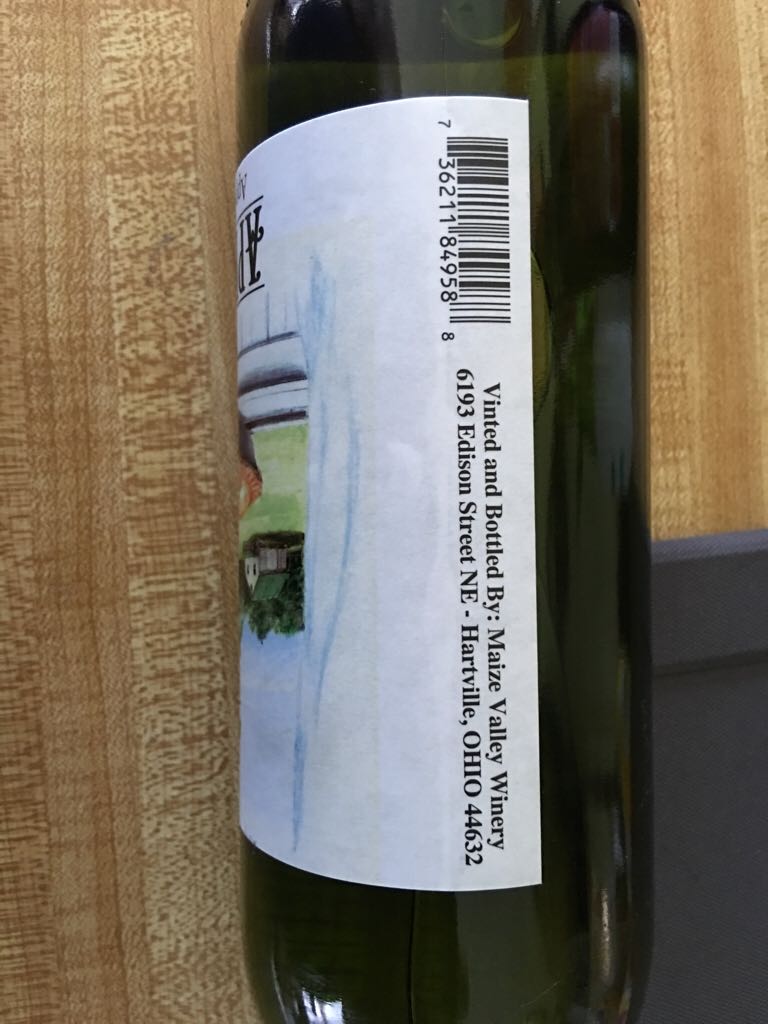 7 36211 84958 8
Vinted and Bottled By: Maize Valley Winery
6193 Edison Street NE - Hartville, OHIO 44632